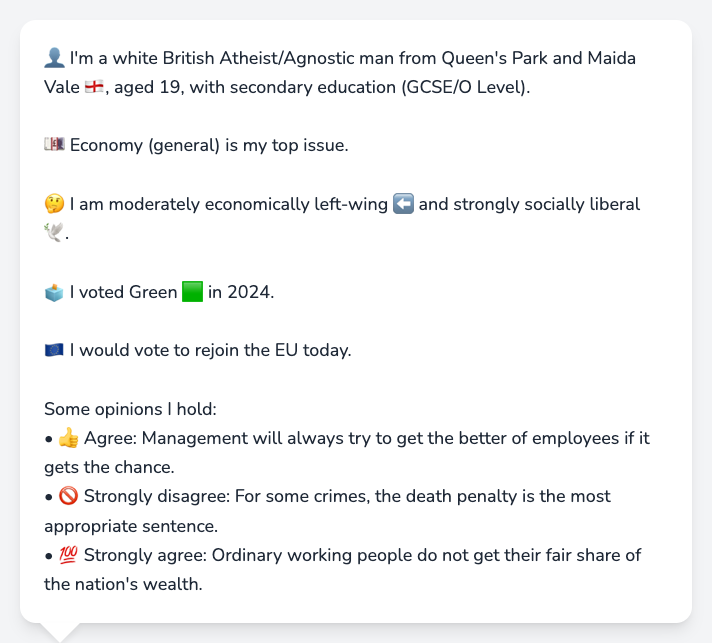 👤 I'm a white British Atheist/Agnostic man from Queen's Park and Maida
Vale 🏴󠁧󠁢󠁥󠁮󠁧󠁿, aged 19, with secondary education (GCSE/O Level).
💷 Economy (general) is my top issue.
🤔 I am moderately economically left-wing ⬅️ and strongly socially liberal
🕊️.
🗳️ I voted Green 🟩 in 2024.
🇪🇺 I would vote to rejoin the EU today.
Some opinions I hold:
• 👍 Agree: Management will always try to get the better of employees if it
gets the chance.
• 🚫 Strongly disagree: For some crimes, the death penalty is the most
appropriate sentence.
• 💯 Strongly agree: Ordinary working people do not get their fair share of
the nation's wealth.